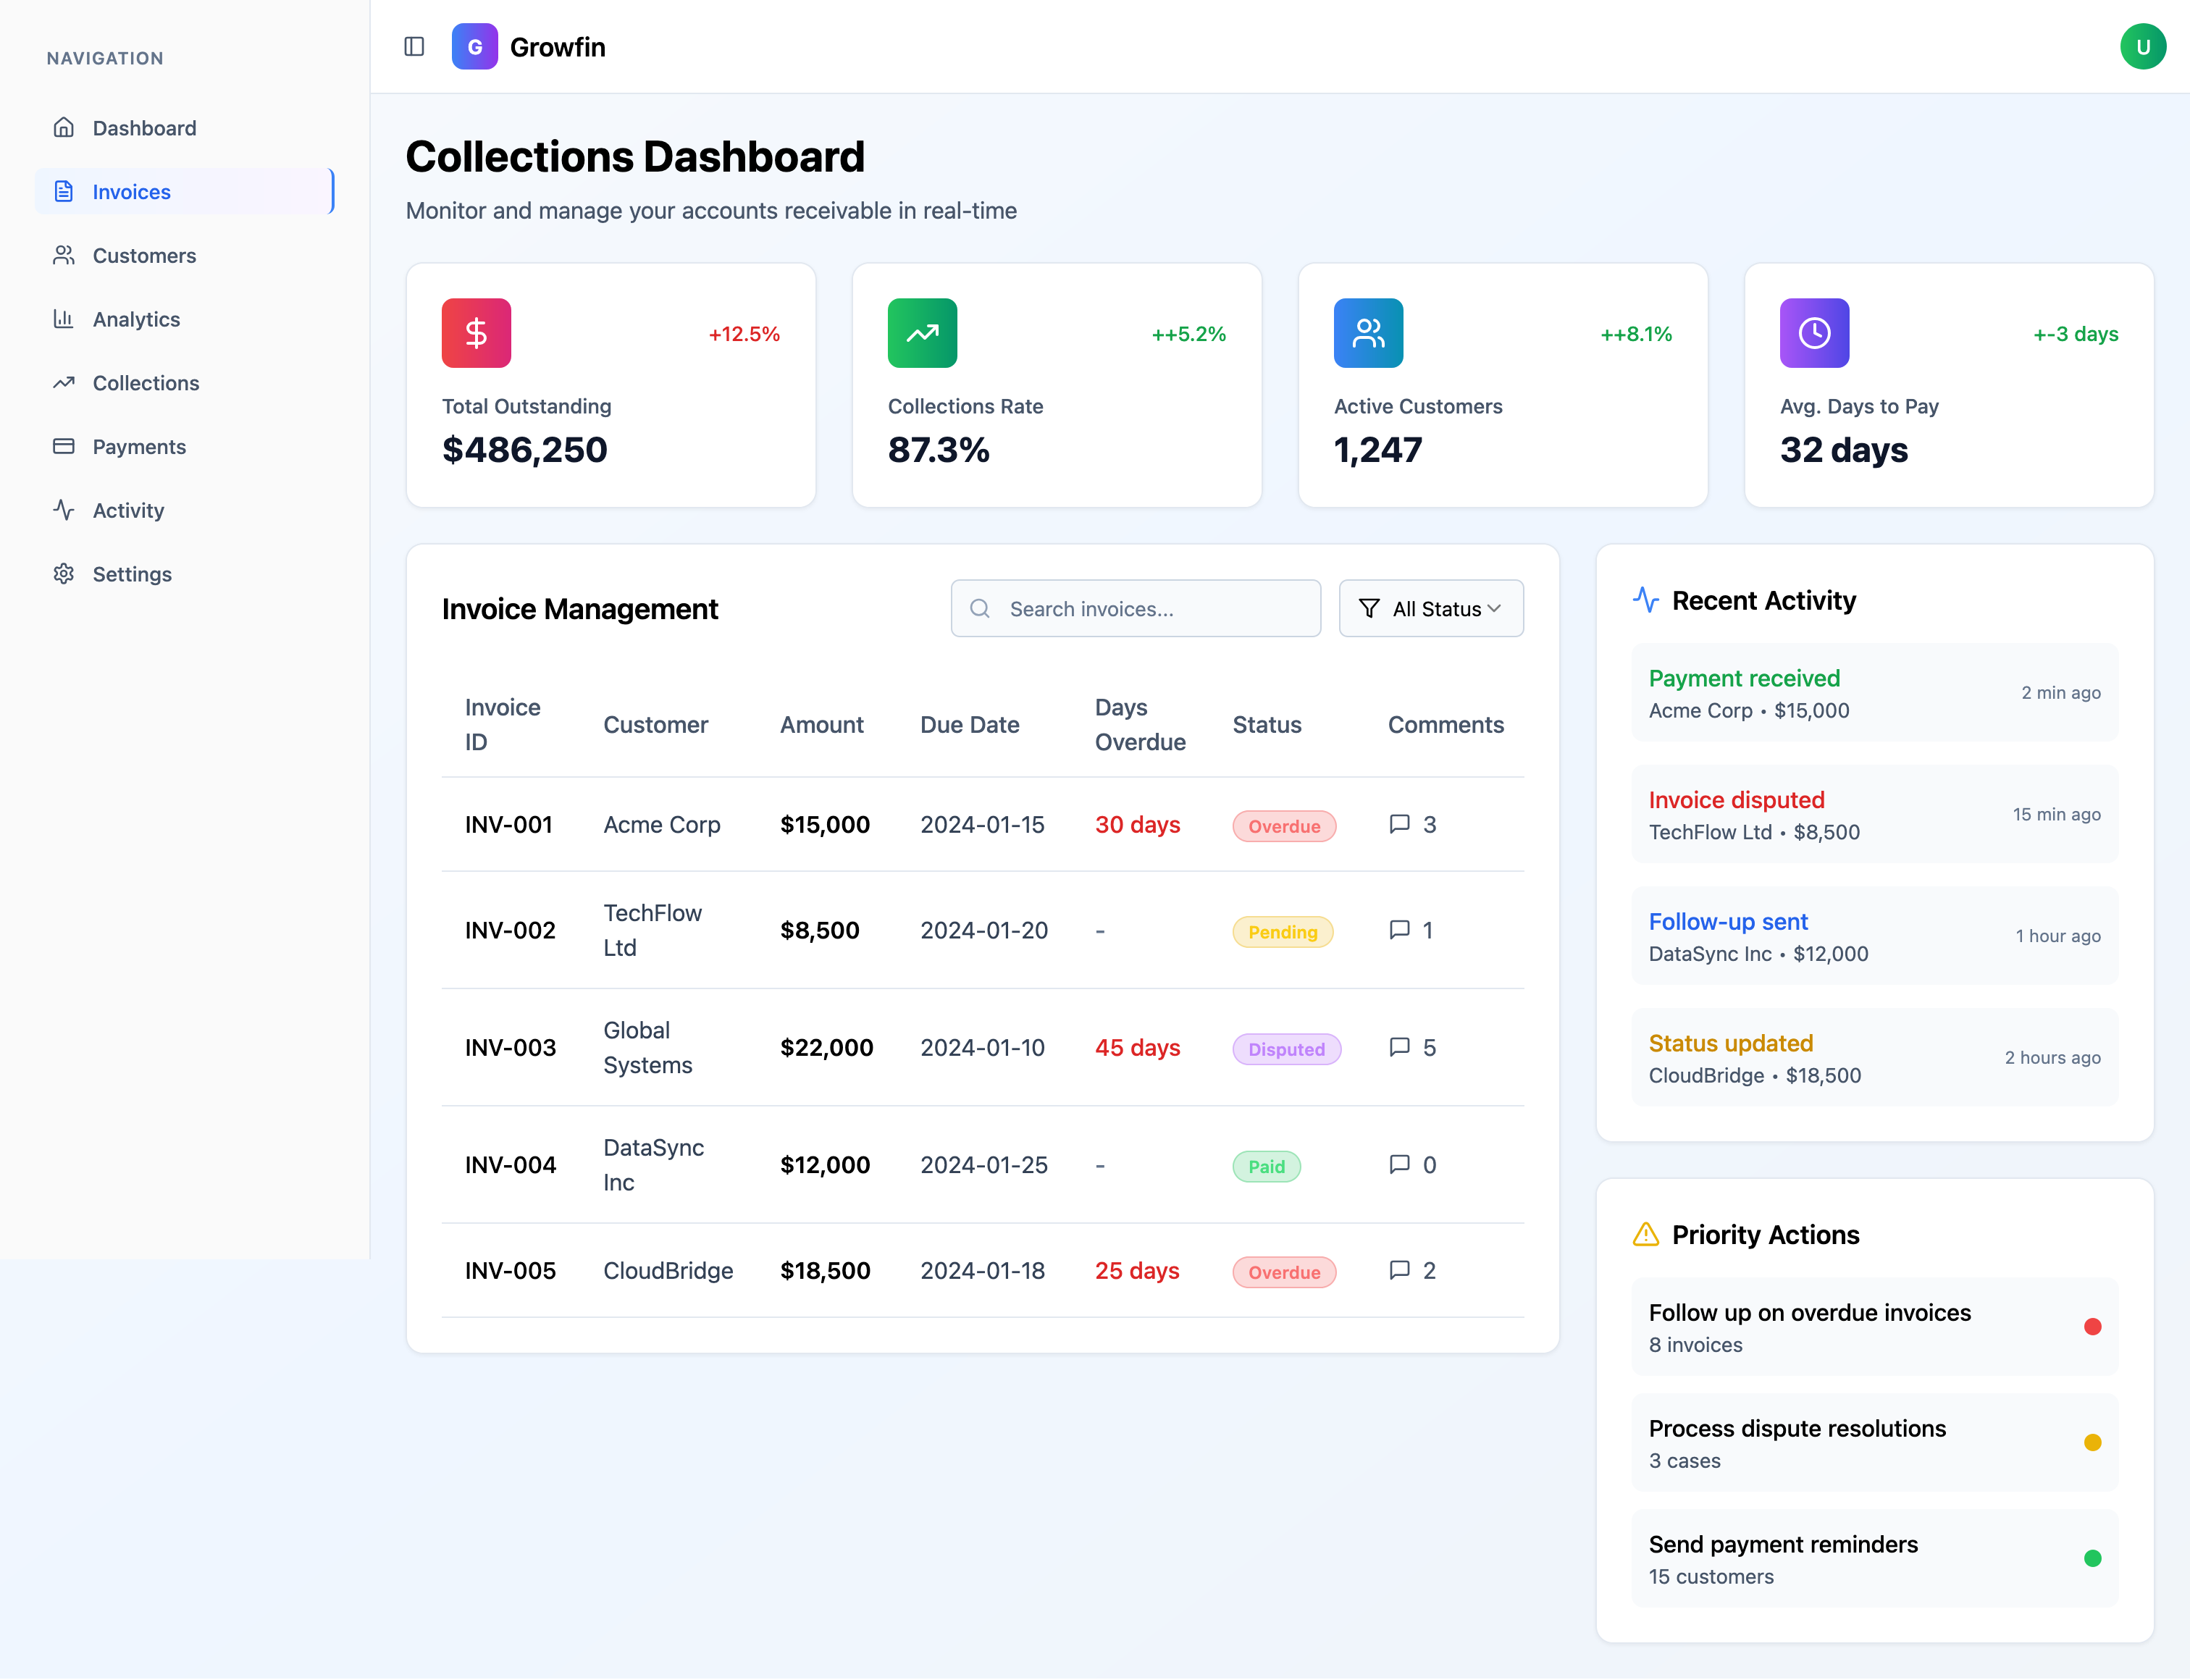 NAVIGATION
Dashboard
Invoices
Customers
Analytics
Collections
Payments
Activity
Settings
G Growfin
U
Collections Dashboard
Monitor and manage your accounts receivable in real-time
+12.5%
Total Outstanding
$486,250
++5.2%
Collections Rate
87.3%
++8.1%
Active Customers
1,247
+-3 days
Avg. Days to Pay
32 days
Invoice Management
Search invoices...
All Status
Invoice ID Customer Amount Due Date Days Overdue Status Comments
INV-001 Acme Corp $15,000 2024-01-15 30 days Overdue 3
INV-002 TechFlow Ltd $8,500 2024-01-20 - Pending 1
INV-003 Global Systems $22,000 2024-01-10 45 days Disputed 5
INV-004 DataSync Inc $12,000 2024-01-25 - Paid 0
INV-005 CloudBridge $18,500 2024-01-18 25 days Overdue 2
Recent Activity
Payment received
Acme Corp • $15,000
2 min ago
Invoice disputed
TechFlow Ltd • $8,500
15 min ago
Follow-up sent
DataSync Inc • $12,000
1 hour ago
Status updated
CloudBridge • $18,500
2 hours ago
Priority Actions
Follow up on overdue invoices
8 invoices
Process dispute resolutions
3 cases
Send payment reminders
15 customers